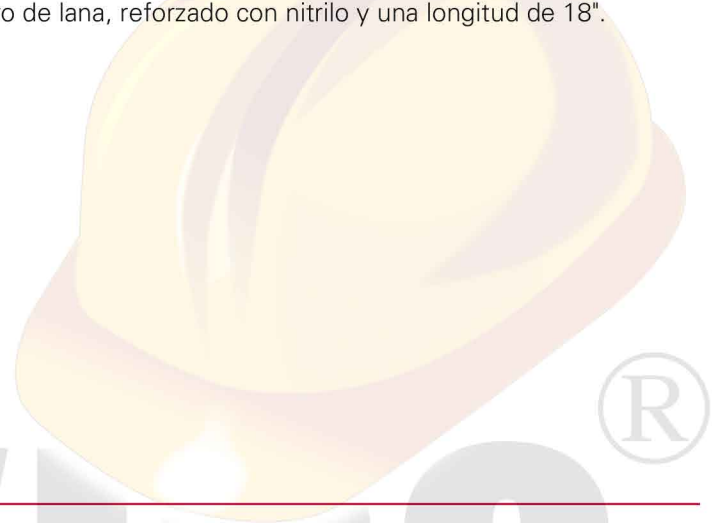 de lana, reforzado con nitrilo y una longitud de 18".
®